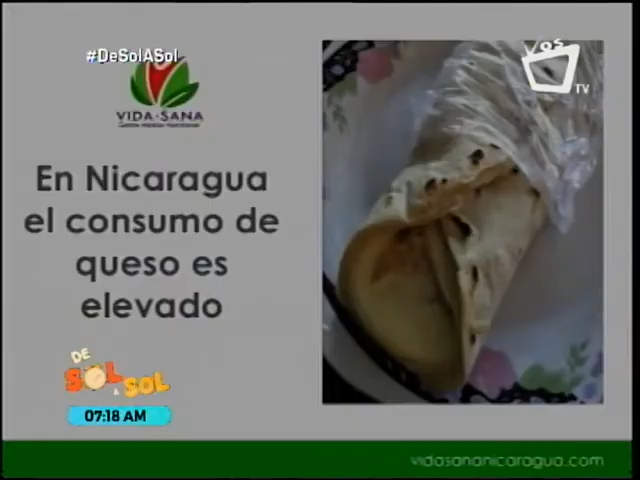 #DeSolASol
VIDA-SANA
VOS
TV
En Nicaragua
el consumo de
queso es
elevado
DE
SOL
A
SOL
07:18 AM
vidasananicaragua.com